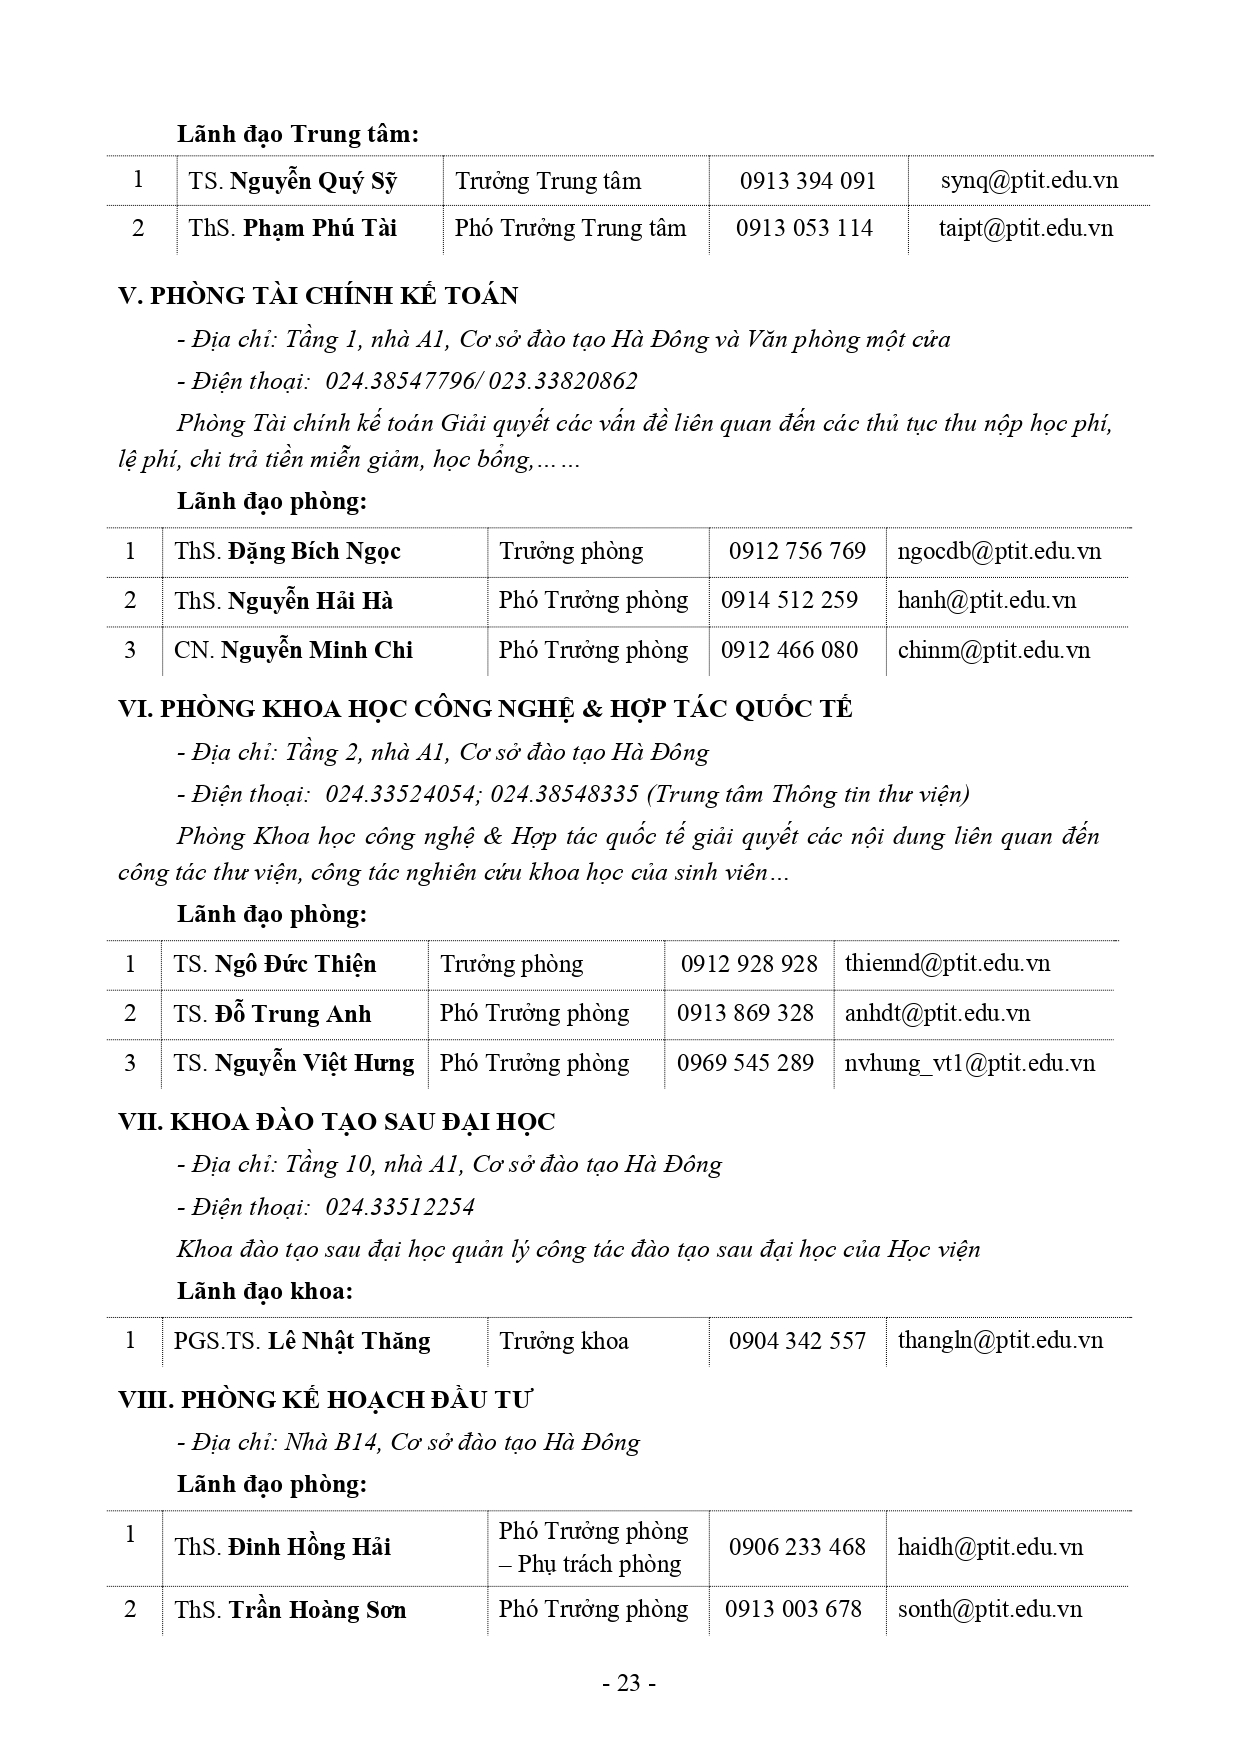 Lãnh đạo Trung tâm:
1 TS. Nguyễn Quý Sỹ Trưởng Trung tâm 0913 394 091 synq@ptit.edu.vn
2 ThS. Phạm Phú Tài Phó Trưởng Trung tâm 0913 053 114 taipt@ptit.edu.vn
V. PHÒNG TÀI CHÍNH KẾ TOÁN
- Địa chỉ: Tầng 1, nhà A1, Cơ sở đào tạo Hà Đông và Văn phòng một cửa
- Điện thoại: 024.38547796/ 023.33820862
Phòng Tài chính kế toán Giải quyết các vấn đề liên quan đến các thủ tục thu nộp học phí,
lệ phí, chi trả tiền miễn giảm, học bổng,……
Lãnh đạo phòng:
1 ThS. Đặng Bích Ngọc Trưởng phòng 0912 756 769 ngocdb@ptit.edu.vn
2 ThS. Nguyễn Hải Hà Phó Trưởng phòng 0914 512 259 hanh@ptit.edu.vn
3 CN. Nguyễn Minh Chi Phó Trưởng phòng 0912 466 080 chinm@ptit.edu.vn
VI. PHÒNG KHOA HỌC CÔNG NGHỆ & HỢP TÁC QUỐC TẾ
- Địa chỉ: Tầng 2, nhà A1, Cơ sở đào tạo Hà Đông
- Điện thoại: 024.33524054; 024.38548335 (Trung tâm Thông tin thư viện)
Phòng Khoa học công nghệ & Hợp tác quốc tế giải quyết các nội dung liên quan đến
công tác thư viện, công tác nghiên cứu khoa học của sinh viên…
Lãnh đạo phòng:
1 TS. Ngô Đức Thiện Trưởng phòng 0912 928 928 thiennd@ptit.edu.vn
2 TS. Đỗ Trung Anh Phó Trưởng phòng 0913 869 328 anhdt@ptit.edu.vn
3 TS. Nguyễn Việt Hưng Phó Trưởng phòng 0969 545 289 nvhung_vt1@ptit.edu.vn
VII. KHOA ĐÀO TẠO SAU ĐẠI HỌC
- Địa chỉ: Tầng 10, nhà A1, Cơ sở đào tạo Hà Đông
- Điện thoại: 024.33512254
Khoa đào tạo sau đại học quản lý công tác đào tạo sau đại học của Học viện
Lãnh đạo khoa:
1 PGS.TS. Lê Nhật Thăng Trưởng khoa 0904 342 557 thangln@ptit.edu.vn
VIII. PHÒNG KẾ HOẠCH ĐẦU TƯ
- Địa chỉ: Nhà B14, Cơ sở đào tạo Hà Đông
Lãnh đạo phòng:
1 ThS. Đinh Hồng Hải Phó Trưởng phòng
– Phụ trách phòng 0906 233 468 haidh@ptit.edu.vn
2 ThS. Trần Hoàng Sơn Phó Trưởng phòng 0913 003 678 sonth@ptit.edu.vn
- 23 -